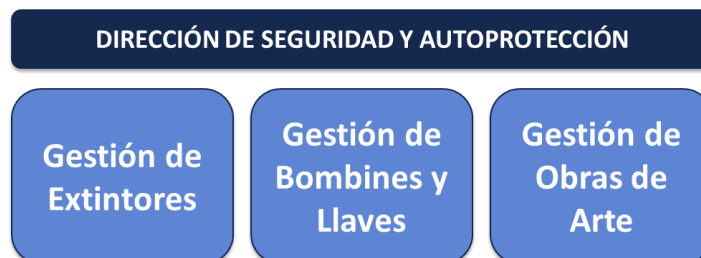 DIRECCIÓN DE SEGURIDAD Y AUTOPROTECCIÓN
Gestión de
Extintores
Gestión de
Bombines y
Llaves
Gestión de
Obras de
Arte